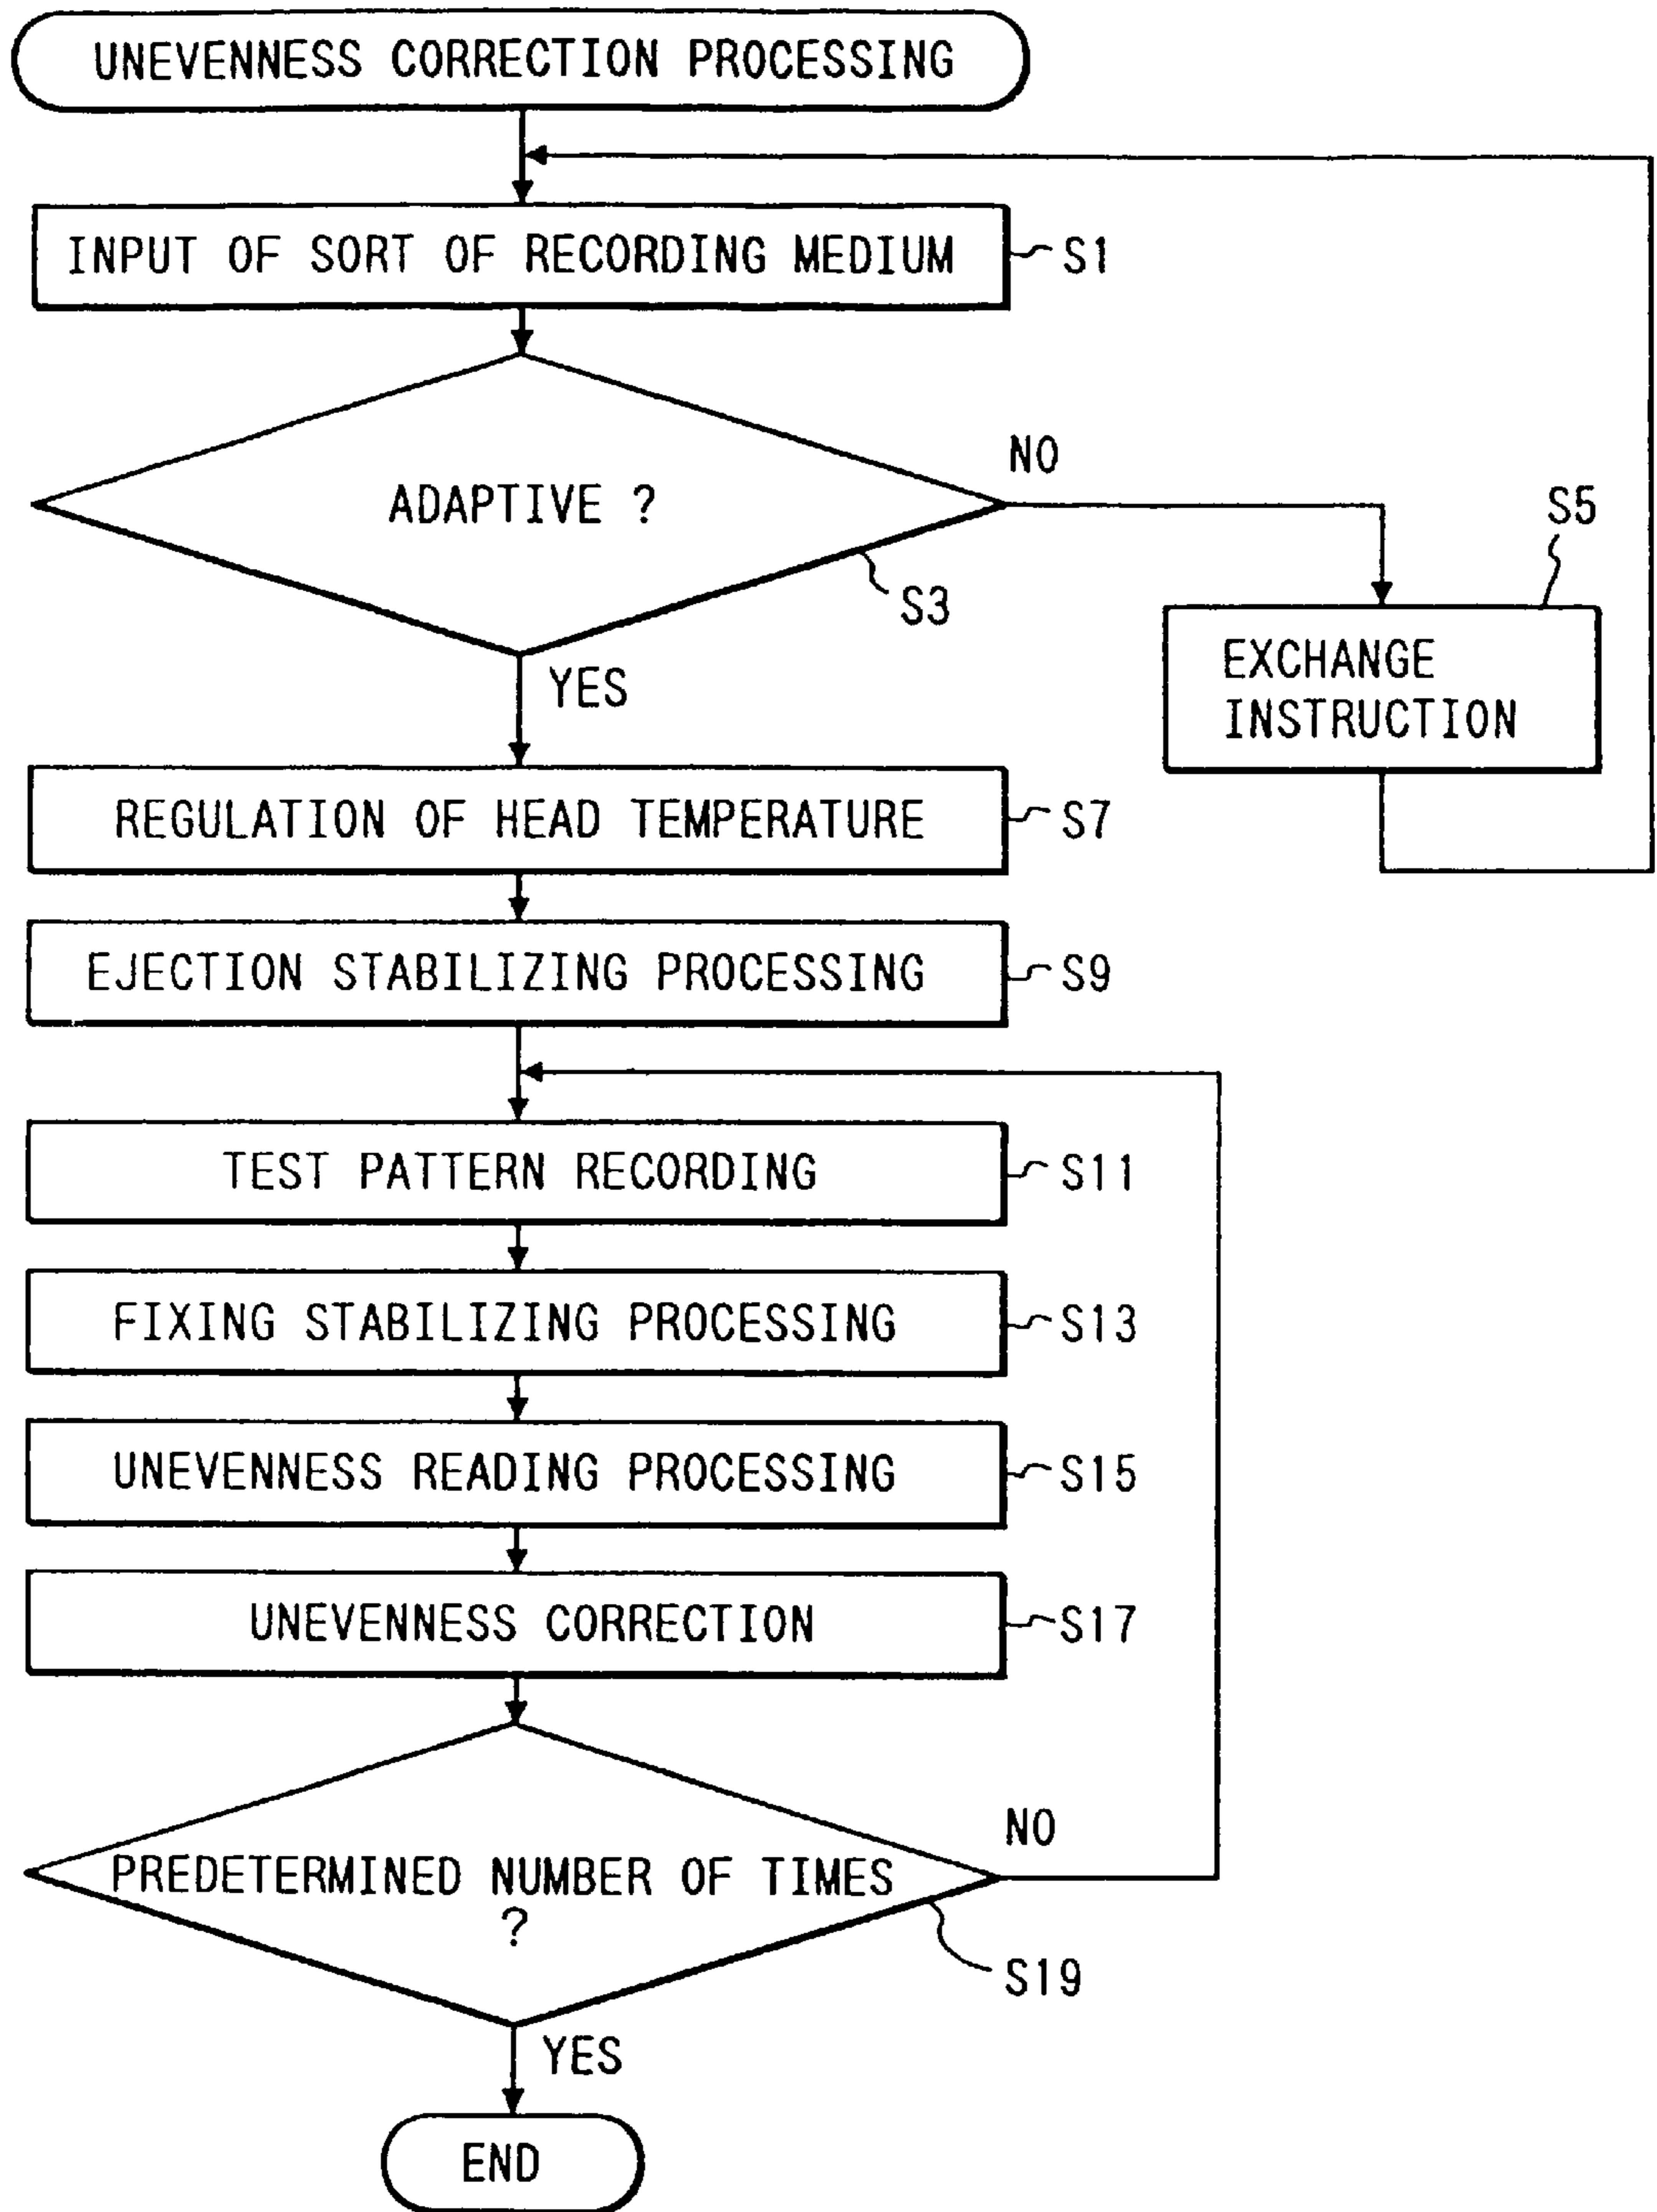 UNEVENNESS CORRECTION PROCESSING
INPUT OF SORT OF RECORDING MEDIUM
S1
ADAPTIVE ?
NO
S3
S5
EXCHANGE
INSTRUCTION
YES
REGULATION OF HEAD TEMPERATURE
S7
EJECTION STABILIZING PROCESSING
S9
TEST PATTERN RECORDING
S11
FIXING STABILIZING PROCESSING
S13
UNEVENNESS READING PROCESSING
S15
UNEVENNESS CORRECTION
S17
PREDETERMINED NUMBER OF TIMES
?
NO
S19
YES
END